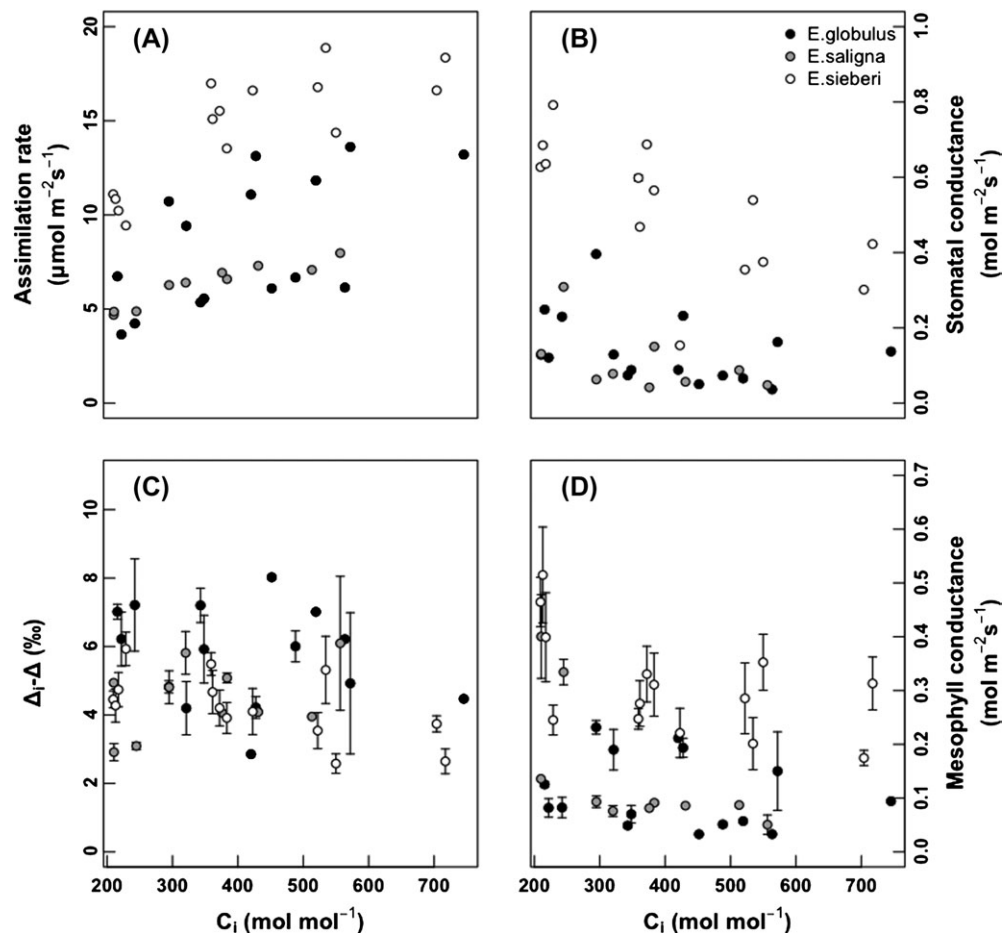 (A)
20
15
10
5
0
Assimilation rate
(μmol m⁻²s⁻¹)
(B)
E.globulus
E.saligna
E.sieberi
1.0
0.8
0.6
0.4
0.2
0.0
Stomatal conductance
(mol m⁻²s⁻¹)
(C)
10
8
6
4
2
0
Δᵢ-Δ (‰)
200 300 400 500 600 700
Cᵢ (mol mol⁻¹)
(D)
0.7
0.6
0.5
0.4
0.3
0.2
0.1
0.0
Mesophyll conductance
(mol m⁻²s⁻¹)
200 300 400 500 600 700
Cᵢ (mol mol⁻¹)